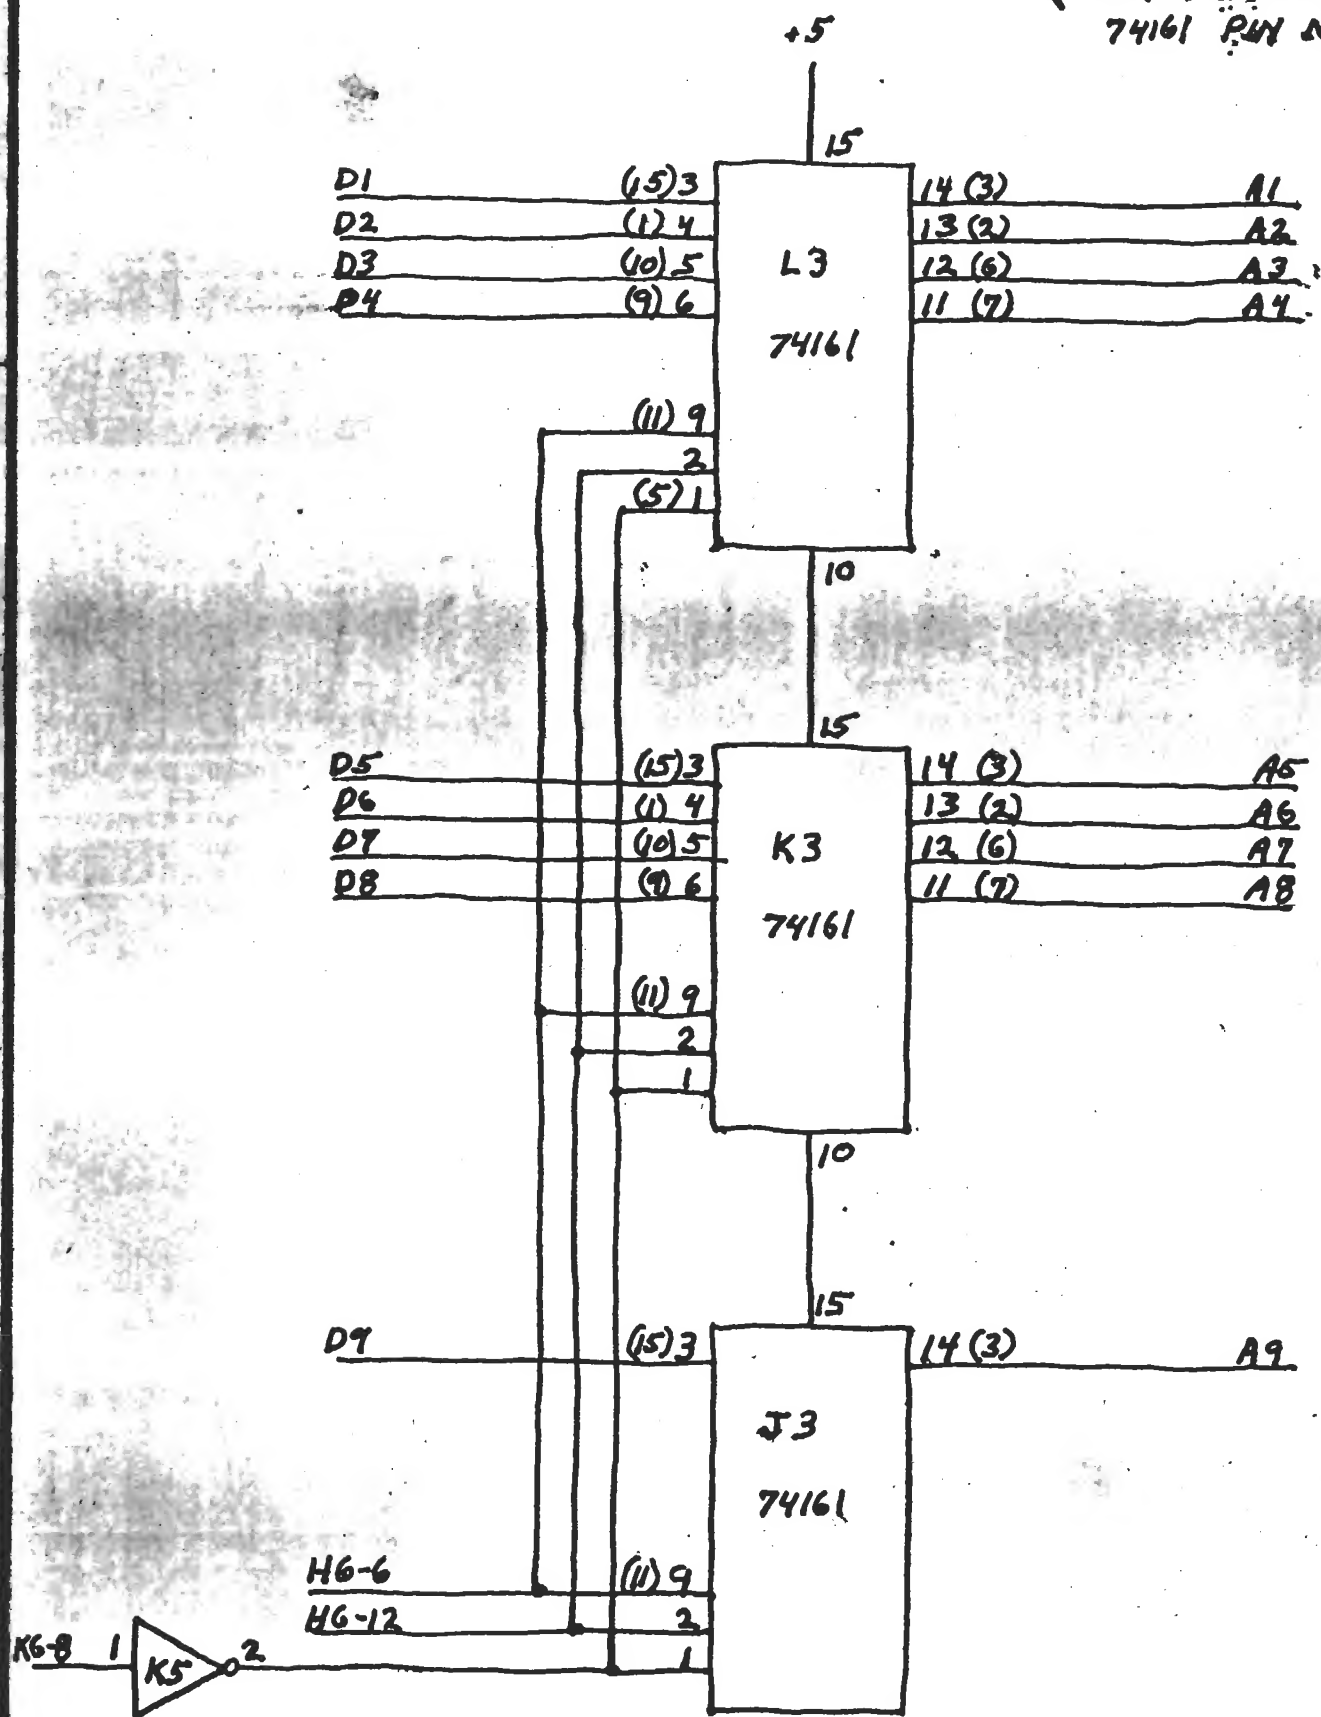 +5
74161 PIN
15
D1 (15) 3 14 (3) A1
D2 (1) 4 13 (2) A2
D3 (10) 5 12 (6) A3
D4 (9) 6 11 (7) A4
L3
74161
(11) 9
2
(5) 1
10
15
D5 (15) 3 14 (3) A5
D6 (1) 4 13 (2) A6
D7 (10) 5 12 (6) A7
D8 (9) 6 11 (7) A8
K3
74161
(11) 9
2
1
10
15
D9 (15) 3 14 (3) A9
J3
74161
H6-6 (11) 9
H6-12 2
K6-8 1 K5 2 1